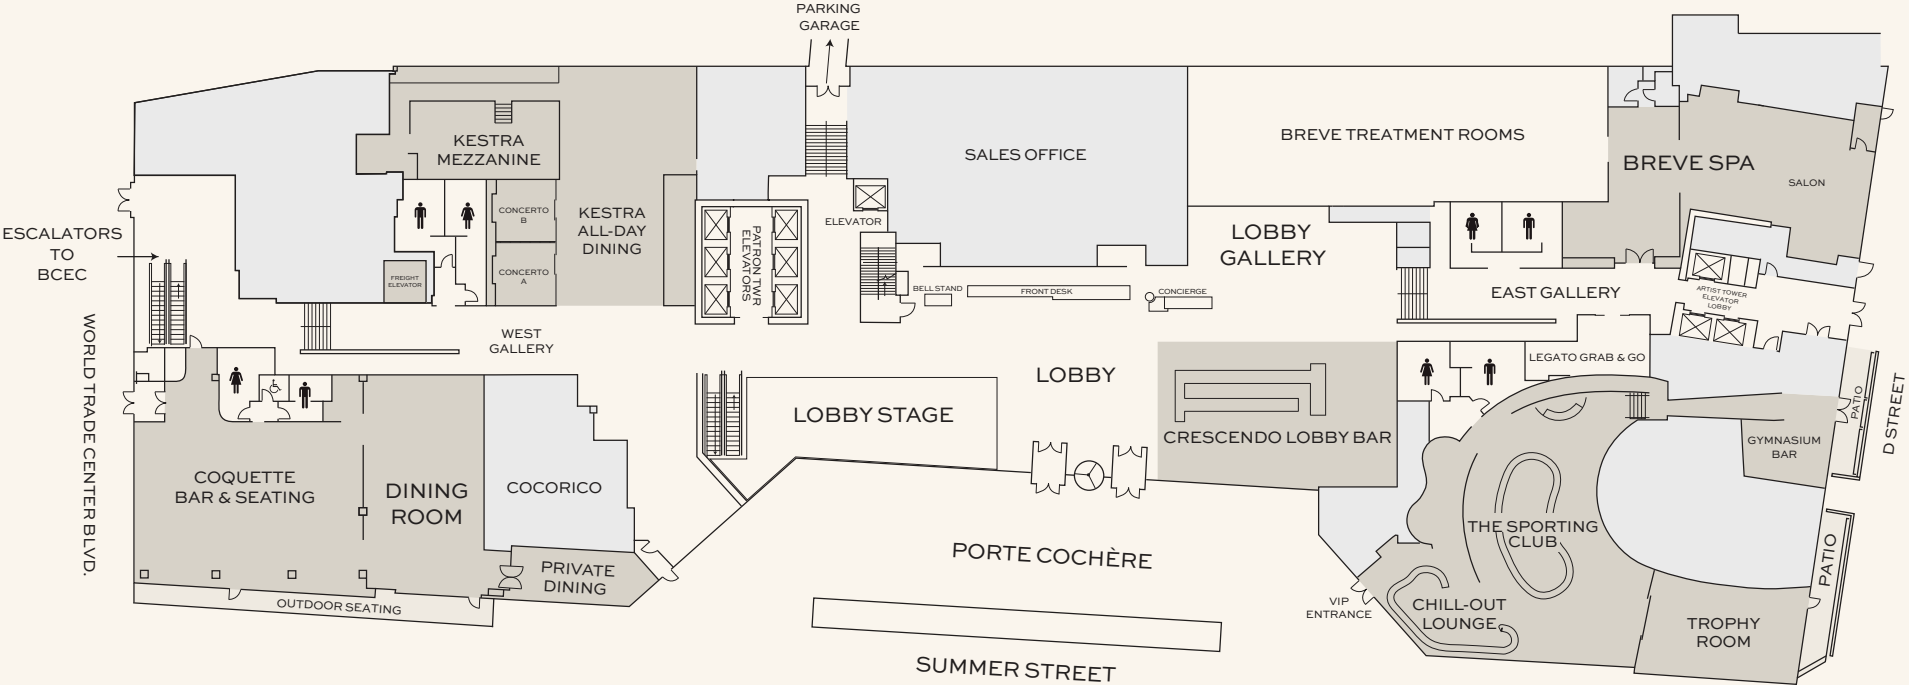 PARKING
GARAGE
KESTRA
MEZZANINE
SALES OFFICE
BREVE TREATMENT ROOMS
BREVE SPA
SALON
CONCERTO
B
KESTRA
ALL-DAY
DINING
ELEVATOR
PATRON TWR
ELEVATORS
LOBBY
GALLERY
ESCALATORS
TO
BCEC
FREIGHT
ELEVATOR
CONCERTO
A
BELL STAND
FRONT DESK
CONCIERGE
EAST GALLERY
ARTIST TOWER
ELEVATOR
LOBBY
WEST
GALLERY
WORLD TRADE CENTER BLVD.
LEGATO GRAB & GO
LOBBY
LOBBY STAGE
CRESCENDO LOBBY BAR
PATIO
D STREET
GYMNASIUM
BAR
COQUETTE
BAR & SEATING
DINING
ROOM
COCORICO
THE SPORTING
CLUB
PORTE COCHÈRE
PATIO
PRIVATE
DINING
OUTDOOR SEATING
VIP
ENTRANCE
CHILL-OUT
LOUNGE
TROPHY
ROOM
SUMMER STREET